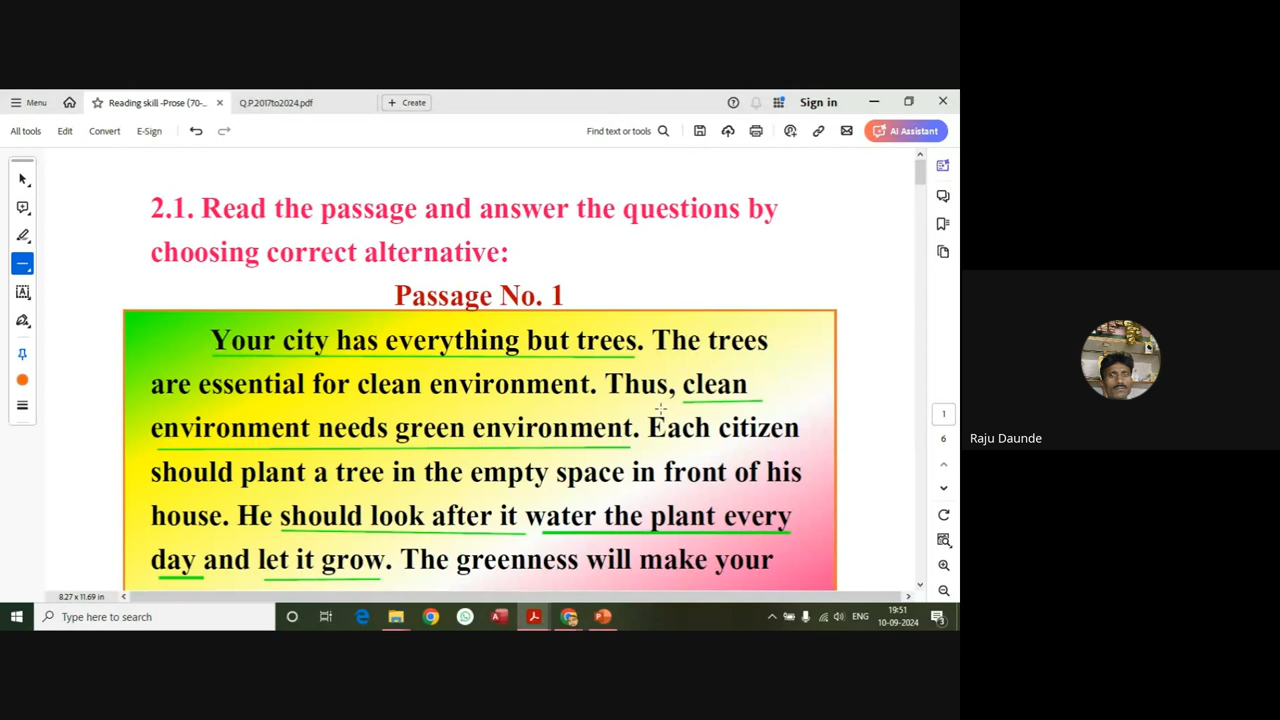 Menu
Reading skill -Prose (70-...
Q.P.2017to2024.pdf
Create
Sign in
All tools
Edit
Convert
E-Sign
Find text or tools
AI Assistant
2.1. Read the passage and answer the questions by
choosing correct alternative:
Passage No. 1
Your city has everything but trees. The trees
are essential for clean environment. Thus, clean
environment needs green environment. Each citizen
should plant a tree in the empty space in front of his
house. He should look after it water the plant every
day and let it grow. The greenness will make your
1
6
8.27 x 11.69 in
Type here to search
ENG
19:51
10-09-2024
3
Raju Daunde